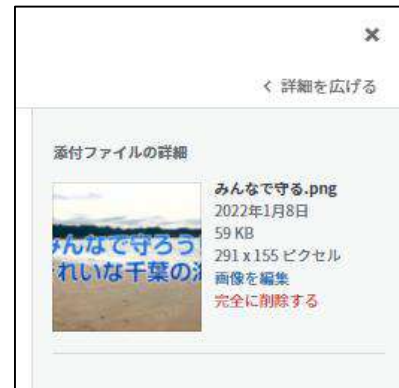 ×
< 詳細を広げる
添付ファイルの詳細
みんなで守る.png
2022年1月8日
59 KB
291 x 155 ピクセル
画像を編集
完全に削除する
んなで守ろう
れいな千葉の